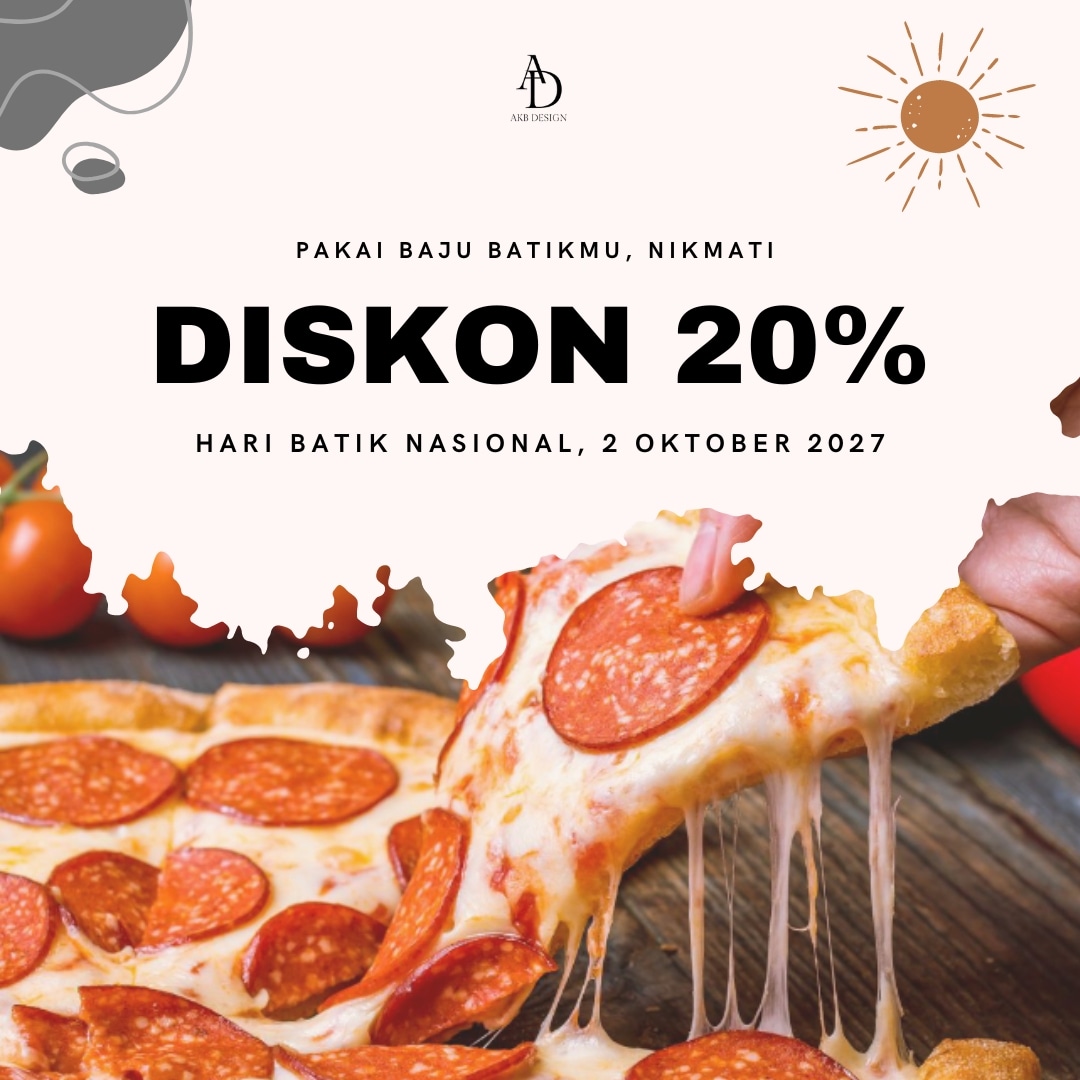 AD
AKB DESIGN
PAKAI BAJU BATIKMU, NIKMATI
DISKON 20%
HARI BATIK NASIONAL, 2 OKTOBER 2027